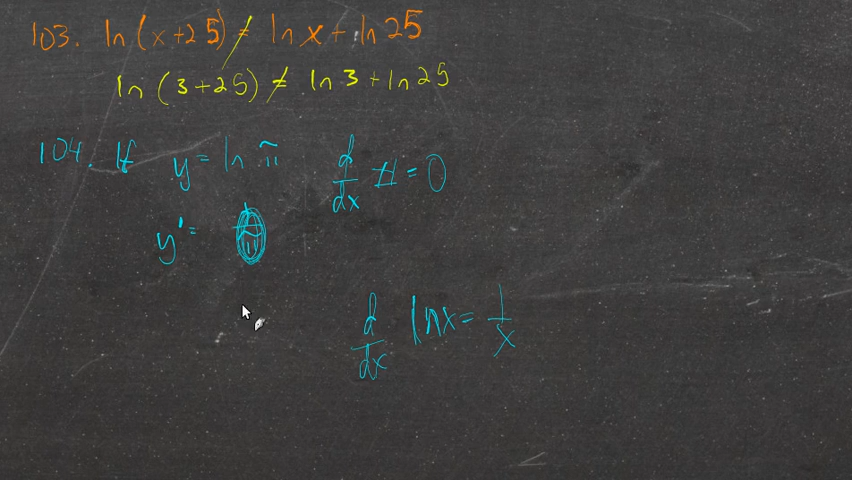 103. ln(x+25) ≠ ln x + ln 25
ln(3+25) ≠ ln 3 + ln 25
104. If y = ln π d/dx # = 0
y' =
d/dx ln x = 1/x